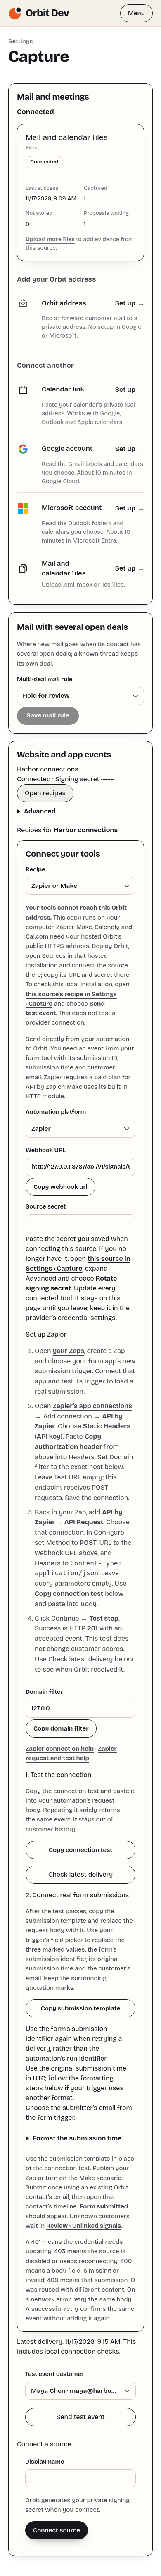 Orbit Dev
Menu
Settings
Capture
Mail and meetings
Connected
Mail and calendar files
Files
Connected
Last success
Captured
11/17/2026, 9:09 AM
1
Not stored
Proposals waiting
0
1
Upload more files to add evidence from
this source.
Add your Orbit address
Orbit address
Set up →
Bcc or forward customer mail to a
private address. No setup in Google
or Microsoft.
Connect another
Calendar link
Set up →
Paste your calendar's private iCal
address. Works with Google,
Outlook and Apple calendars.
Google account
Set up →
Read the Gmail labels and calendars
you choose. About 10 minutes in
Google Cloud.
Microsoft account
Set up →
Read the Outlook folders and
calendars you choose. About 10
minutes in Microsoft Entra.
Mail and
calendar files
Set up →
Upload .eml, mbox or .ics files.
Mail with several open deals
Where new mail goes when its contact has
several open deals; a known thread keeps
its own deal.
Multi-deal mail rule
Hold for review
Save mail rule
Website and app events
Harbor connections
Connected · Signing secret ••••••••
Open recipes
Advanced
Recipes for Harbor connections
Connect your tools
Recipe
Zapier or Make
Your tools cannot reach this Orbit
address. This copy runs on your
computer. Zapier, Make, Calendly and
Cal.com need your hosted Orbit's
public HTTPS address. Deploy Orbit,
open Sources in that hosted
installation and connect the source
there; copy its URL and secret there.
To check this local installation, open
this source's recipe in Settings
› Capture and choose Send
test event. This does not test a
provider connection.
Send directly from your automation
to Orbit. You need an event from your
form tool with its submission ID,
submission time and customer
email. Zapier requires a paid plan for
API by Zapier; Make uses its built-in
HTTP module.
Automation platform
Zapier
Webhook URL
http://127.0.0.1:8787/api/v1/signals/
Copy webhook url
Source secret
Paste the secret you saved when
connecting this source. If you no
longer have it, open this source in
Settings › Capture, expand
Advanced and choose Rotate
signing secret. Update every
connected tool. It stays on this
page until you leave; keep it in the
provider's credential settings.
Set up Zapier
1. Open your Zaps, create a Zap
and choose your form app's new
submission trigger. Connect that
app and test its trigger to load a
real submission.
2. Open Zapier's app connections
→ Add connection → API by
Zapier. Choose Static Headers
(API key). Paste Copy
authorization header from
above into Headers. Set Domain
Filter to the exact host below.
Leave Test URL empty; this
endpoint receives POST
requests. Save the connection.
3. Back in your Zap, add API by
Zapier → API Request. Choose
that connection. In Configure
set Method to POST, URL to the
webhook URL above, and
Headers to Content-Type:
application/json. Leave
query parameters empty. Use
Copy connection test below
and paste into Body.
4. Click Continue → Test step.
Success is HTTP 201 with an
accepted event. This test does
not change customer scores.
Use Check latest delivery below
to see when Orbit received it.
Domain filter
127.0.0.1
Copy domain filter
Zapier connection help · Zapier
request and test help
1. Test the connection
Copy the connection test and paste it
into your automation's request
body. Repeating it safely returns
the same event. It stays out of
customer history.
Copy connection test
Check latest delivery
2. Connect real form submissions
After the test passes, copy the
submission template and replace the
request body with it. Use your
trigger's field picker to replace the
three marked values: the form's
submission identifier, its original
submission time and the customer's
email. Keep the surrounding
quotation marks.
Copy submission template
Use the form's submission
identifier again when retrying a
delivery, rather than the
automation's run identifier.
Use the original submission time
in UTC; follow the formatting
steps below if your trigger uses
another format.
Choose the submitter's email from
the form trigger.
Format the submission time
Use the submission template in place
of the connection test. Publish your
Zap or turn on the Make scenario.
Submit once using an existing Orbit
contact's email, then open that
contact's timeline: Form submitted
should appear. Unknown customers
wait in Review › Unlinked signals.
A 401 means the credential needs
updating; 403 means the source is
disabled or needs reconnecting; 400
means a body field is missing or
invalid; 409 means that submission ID
was reused with different content. On
a network error retry the same body.
A successful retry confirms the same
event without adding it again.
Latest delivery: 11/17/2026, 9:15 AM. This
includes local connection checks.
Test event customer
Maya Chen · maya@harbo...
Send test event
Connect a source
Display name
Orbit generates your private signing
secret when you connect.
Connect source